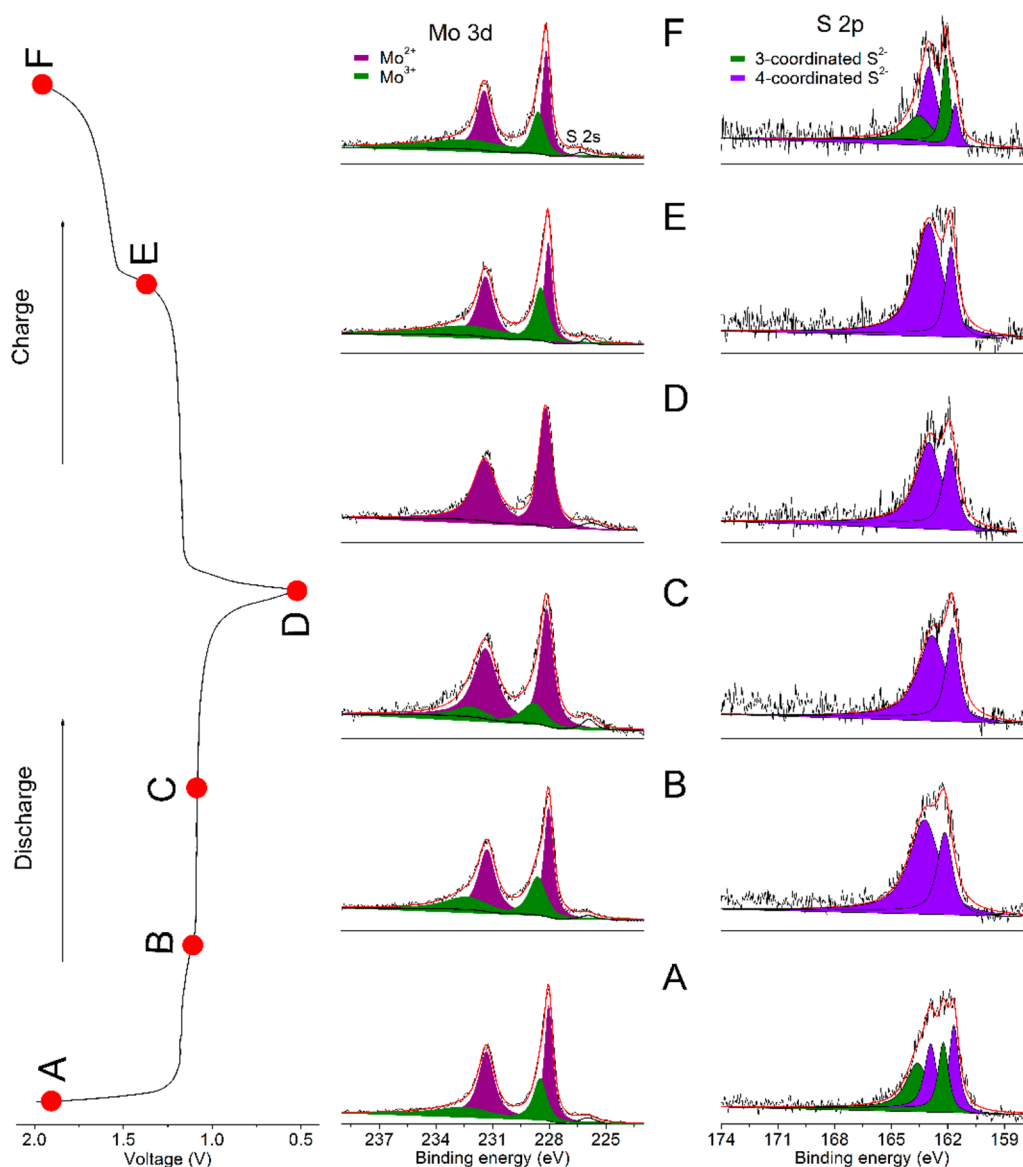 Mo 3d
F
S 2p
Mo2+
Mo3+
3-coordinated S2-
4-coordinated S2-
S 2s
F
E
E
Charge
D
D
C
C
Discharge
B
B
A
A
2.0 1.5 1.0 0.5
Voltage (V)
237 234 231 228 225
Binding energy (eV)
174 171 168 165 162 159
Binding energy (eV)